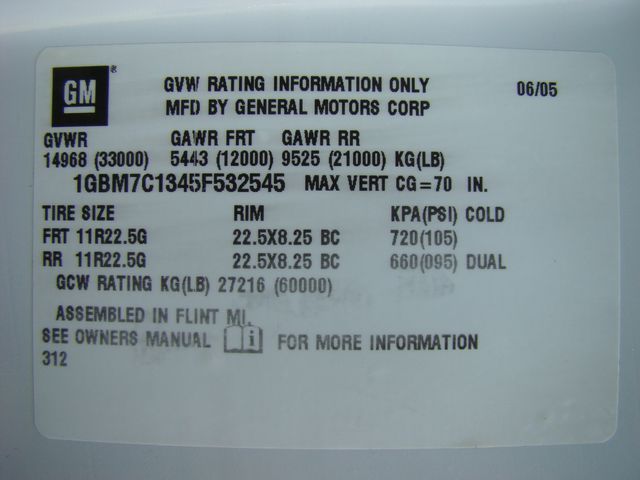 GM®
GVW RATING INFORMATION ONLY 06/05
MFD BY GENERAL MOTORS CORP
GVWR GAWR FRT GAWR RR
14968 (33000) 5443 (12000) 9525 (21000) KG(LB)
1GBM7C1345F532545 MAX VERT CG=70 IN.
TIRE SIZE RIM KPA(PSI) COLD
FRT 11R22.5G 22.5X8.25 BC 720(105)
RR 11R22.5G 22.5X8.25 BC 660(095) DUAL
GCW RATING KG(LB) 27216 (60000)
ASSEMBLED IN FLINT MI.
SEE OWNERS MANUAL i FOR MORE INFORMATION
312